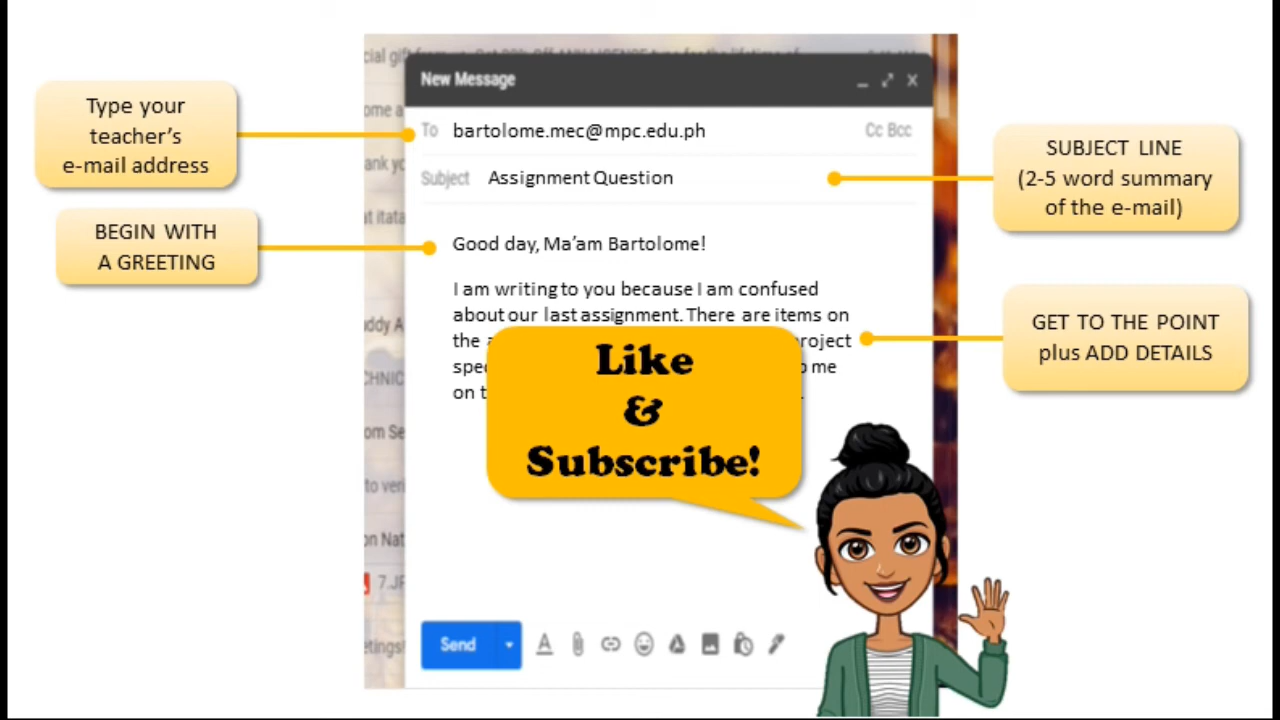 New Message
To bartolome.mec@mpc.edu.ph Cc Bcc
Subject Assignment Question
Good day, Ma'am Bartolome!
I am writing to you because I am confused
about our last assignment. There are items on
the
me
on
Like
&
Subscribe!
Send
Type your
teacher's
e-mail address
BEGIN WITH
A GREETING
SUBJECT LINE
(2-5 word summary
of the e-mail)
GET TO THE POINT
plus ADD DETAILS